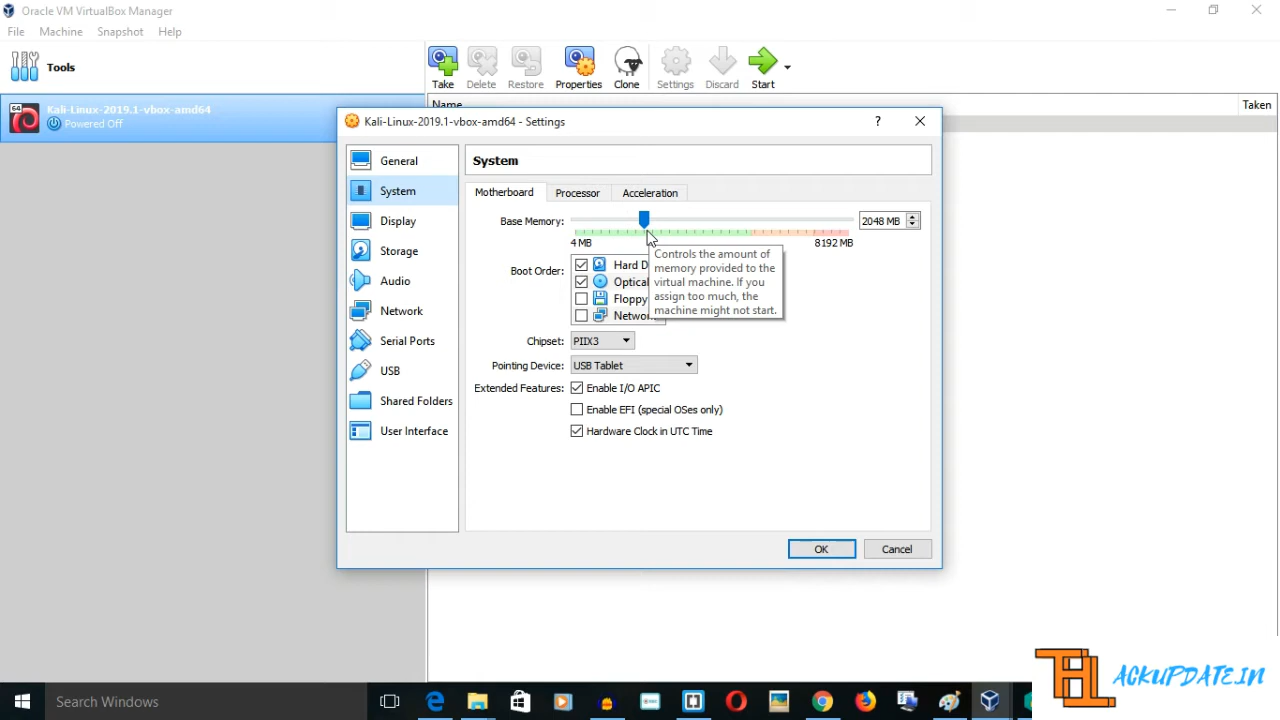 Oracle VM VirtualBox Manager
File Machine Snapshot Help
Tools
Take Delete Restore Properties Clone Settings Discard Start
Name Taken
64
Kali-Linux-2019.1-vbox-amd64
Powered Off
Kali-Linux-2019.1-vbox-amd64 - Settings
?
General
System
Display
Storage
Audio
Network
Serial Ports
USB
Shared Folders
User Interface
System
Motherboard Processor Acceleration
Base Memory: 2048 MB
4 MB 8192 MB
Controls the amount of
memory provided to the
virtual machine. If you
assign too much, the
machine might not start.
Boot Order:
Hard D
Optical
Floppy
Network
Chipset: PIIX3
Pointing Device: USB Tablet
Extended Features: Enable I/O APIC
Enable EFI (special OSes only)
Hardware Clock in UTC Time
OK Cancel
Search Windows
ACKUPDATE.IN